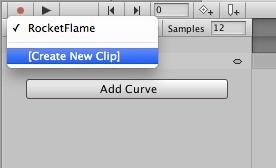 0
✓ RocketFlame
Samples 12
[Create New Clip]
Add Curve